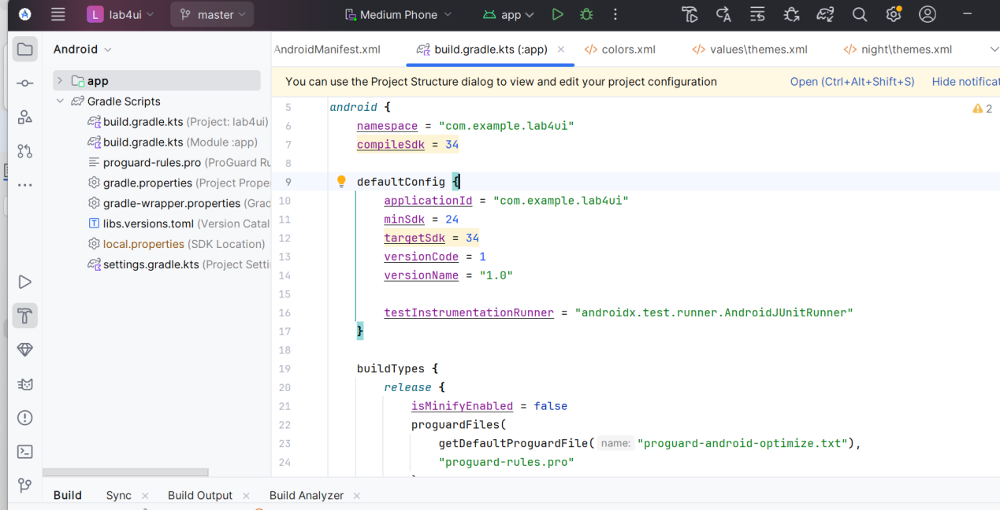 L lab4ui master Medium Phone app
Android
app
Gradle Scripts
build.gradle.kts (Project: lab4ui)
build.gradle.kts (Module :app)
proguard-rules.pro (ProGuard Ru
gradle.properties (Project Prope
gradle-wrapper.properties (Grad
libs.versions.toml (Version Catal
local.properties (SDK Location)
settings.gradle.kts (Project Setti
AndroidManifest.xml build.gradle.kts (:app) colors.xml values\themes.xml night\themes.xml
You can use the Project Structure dialog to view and edit your project configuration Open (Ctrl+Alt+Shift+S) Hide notificat
5 android {
2
6 namespace = "com.example.lab4ui"
7 compileSdk = 34
8
9 defaultConfig {
10 applicationId = "com.example.lab4ui"
11 minSdk = 24
12 targetSdk = 34
13 versionCode = 1
14 versionName = "1.0"
15
16 testInstrumentationRunner = "androidx.test.runner.AndroidJUnitRunner"
17 }
18
19 buildTypes {
20 release {
21 isMinifyEnabled = false
22 proguardFiles(
23 getDefaultProguardFile( name: "proguard-android-optimize.txt"),
24 "proguard-rules.pro"
Build Sync Build Output Build Analyzer